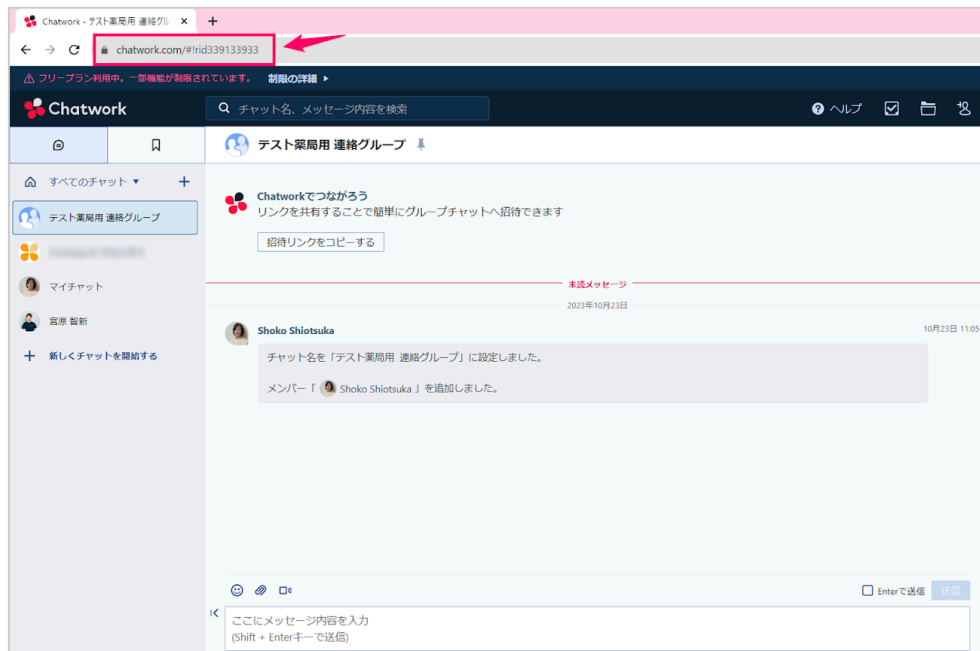 Chatwork - テスト薬局用 連絡グル
chatwork.com/#!rid339133933
フリープラン利用中。一部機能が制限されています。 制限の詳細
Chatwork
チャット名、メッセージ内容を検索
ヘルプ
テスト薬局用 連絡グループ
すべてのチャット
テスト薬局用 連絡グループ
マイチャット
宮原 智新
新しくチャットを開始する
Chatworkでつながろう
リンクを共有することで簡単にグループチャットへ招待できます
招待リンクをコピーする
未読メッセージ
2023年10月23日
Shoko Shiotsuka
10月23日 11:05
チャット名を「テスト薬局用 連絡グループ」に設定しました。
メンバー「 Shoko Shiotsuka 」を追加しました。
Enterで送信
送信
ここにメッセージ内容を入力
(Shift + Enterキーで送信)